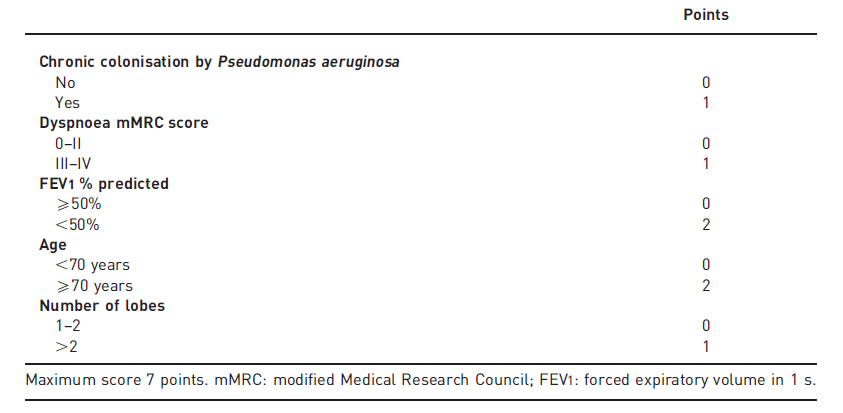 Points
Chronic colonisation by Pseudomonas aeruginosa
No 0
Yes 1
Dyspnoea mMRC score
0–II 0
III–IV 1
FEV1 % predicted
⩾50% 0
<50% 2
Age
<70 years 0
⩾70 years 2
Number of lobes
1–2 0
>2 1
Maximum score 7 points. mMRC: modified Medical Research Council; FEV1: forced expiratory volume in 1 s.